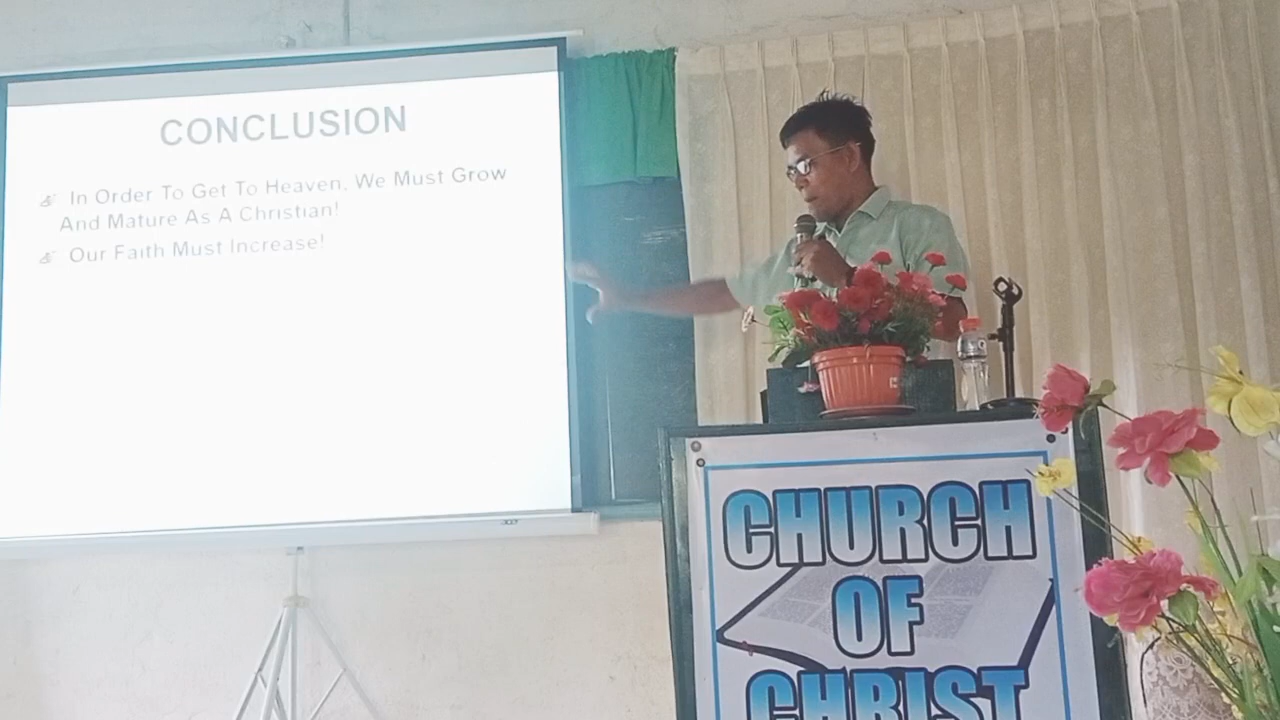 CONCLUSION
In Order To Get To Heaven, We Must Grow
And Mature As A Christian!
Our Faith Must Increase!
acer
CHURCH
OF
CHRIST